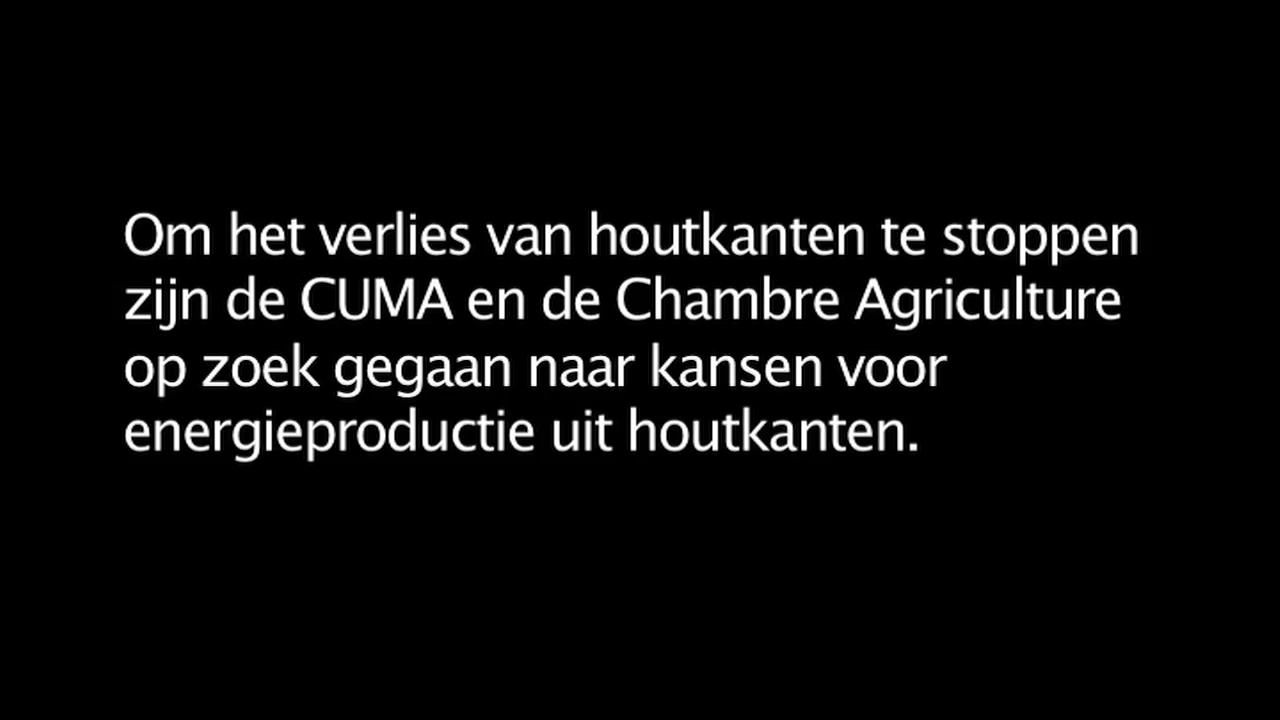 Om het verlies van houtkanten te stoppen
zijn de CUMA en de Chambre Agriculture
op zoek gegaan naar kansen voor
energieproductie uit houtkanten.